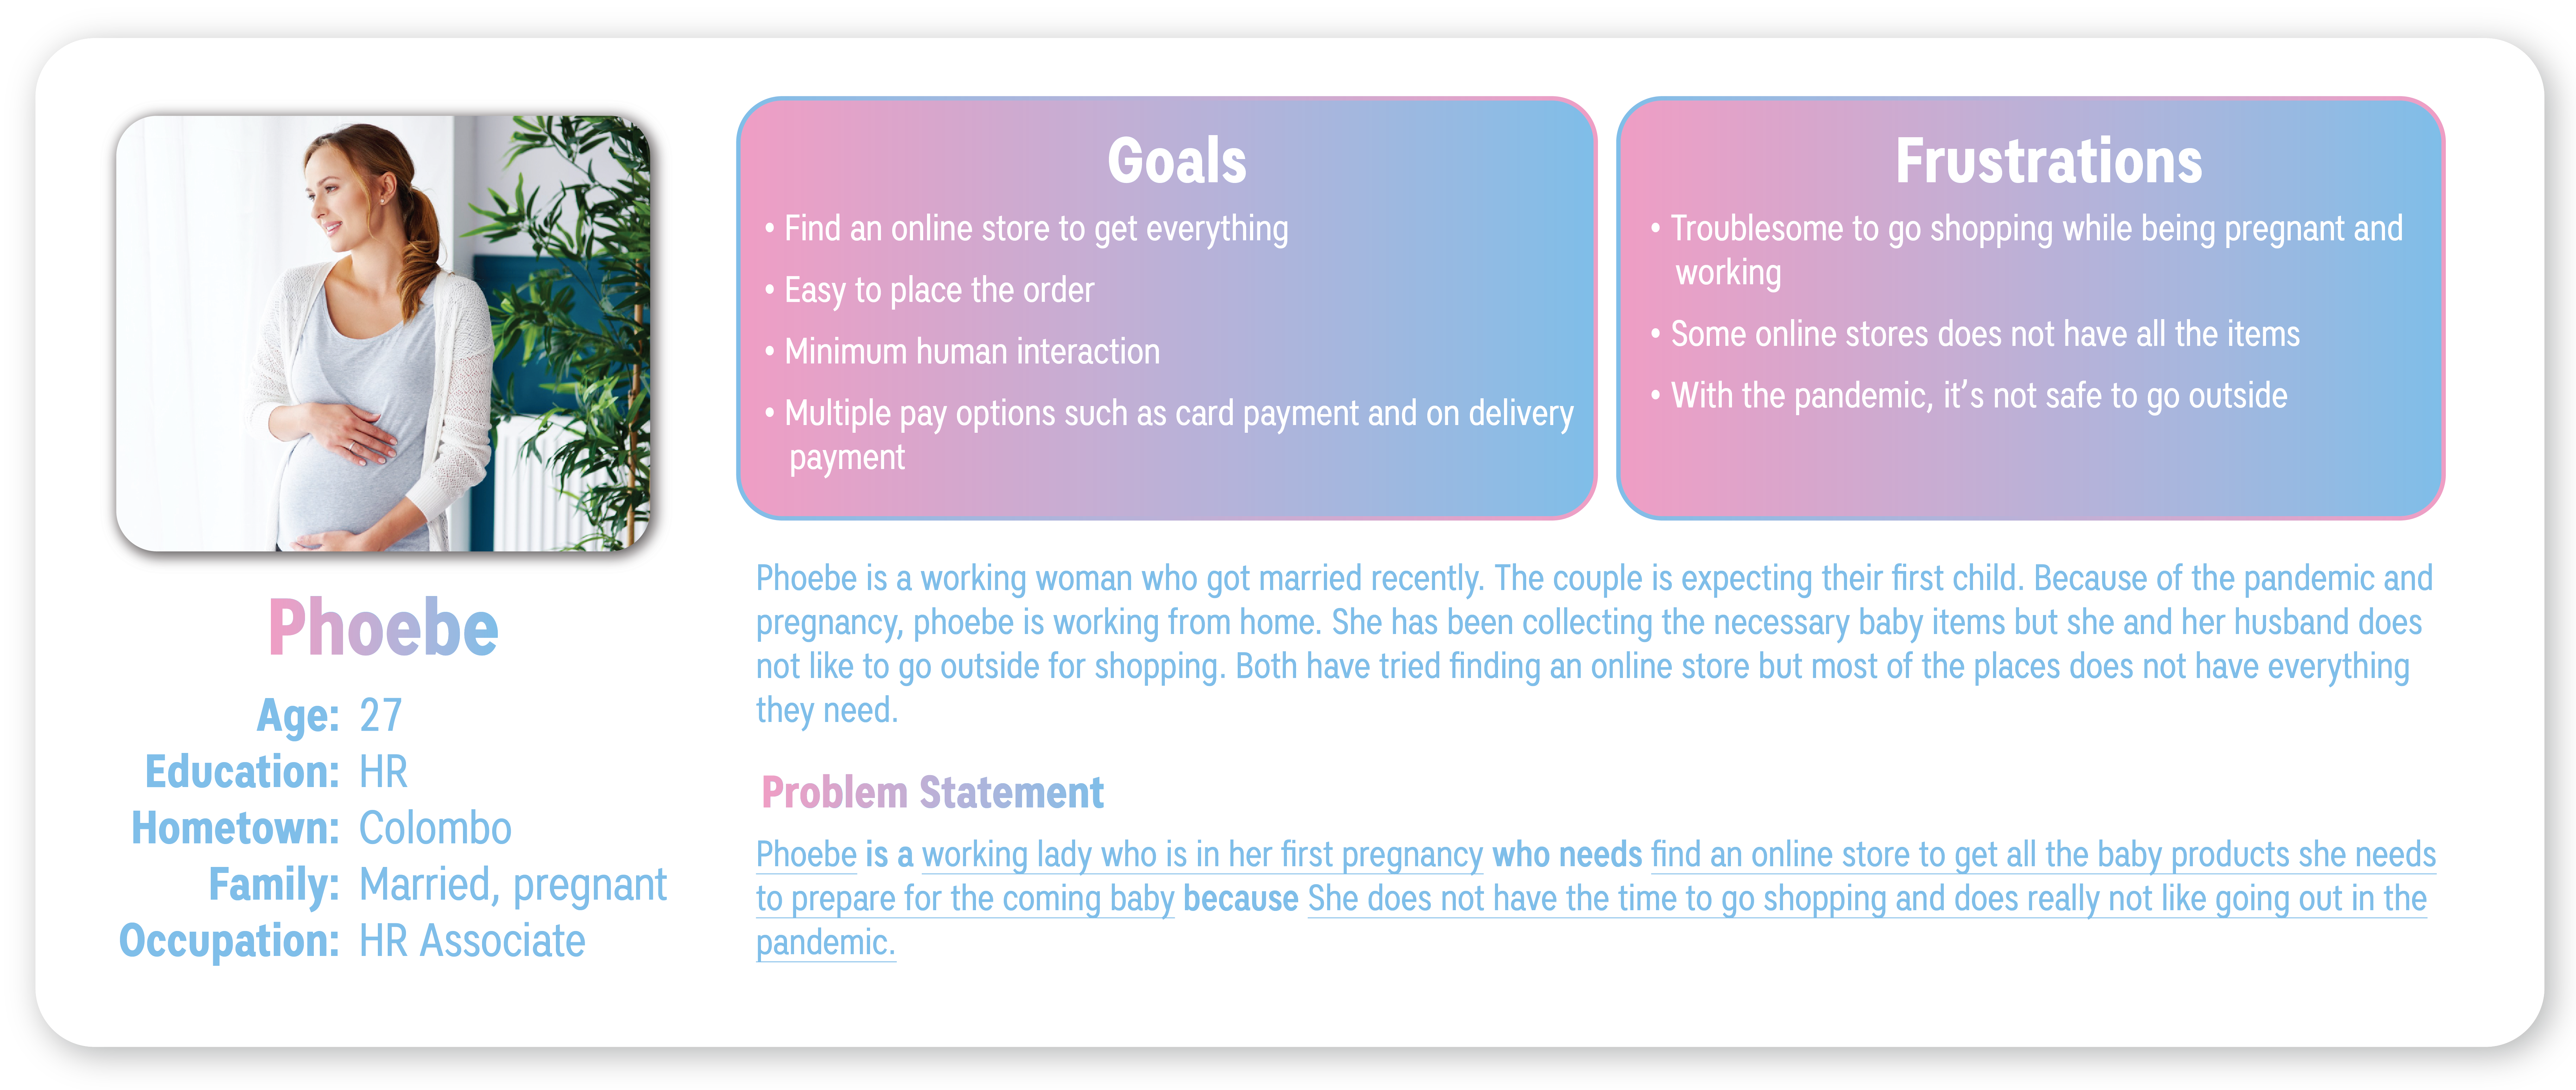 Phoebe
Age: 27
Education: HR
Hometown: Colombo
Family: Married, pregnant
Occupation: HR Associate
Goals
• Find an online store to get everything
• Easy to place the order
• Minimum human interaction
• Multiple pay options such as card payment and on delivery
payment
Frustrations
• Troublesome to go shopping while being pregnant and
working
• Some online stores does not have all the items
• With the pandemic, it’s not safe to go outside
Phoebe is a working woman who got married recently. The couple is expecting their first child. Because of the pandemic and
pregnancy, phoebe is working from home. She has been collecting the necessary baby items but she and her husband does
not like to go outside for shopping. Both have tried finding an online store but most of the places does not have everything
they need.
Problem Statement
Phoebe is a working lady who is in her first pregnancy who needs find an online store to get all the baby products she needs
to prepare for the coming baby because She does not have the time to go shopping and does really not like going out in the
pandemic.